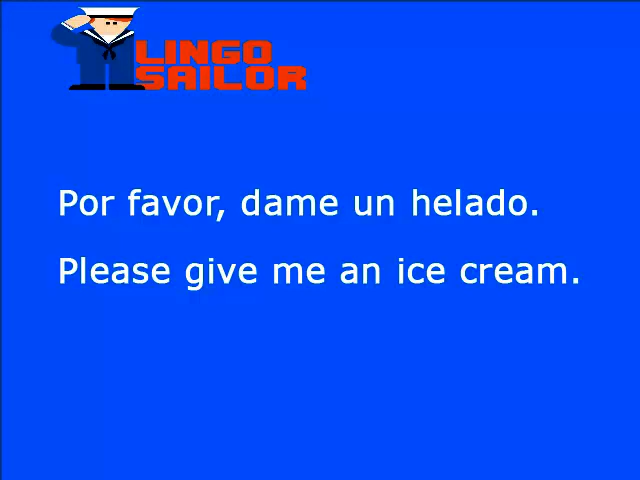 LINGO
SAILOR
Por favor, dame un helado.
Please give me an ice cream.